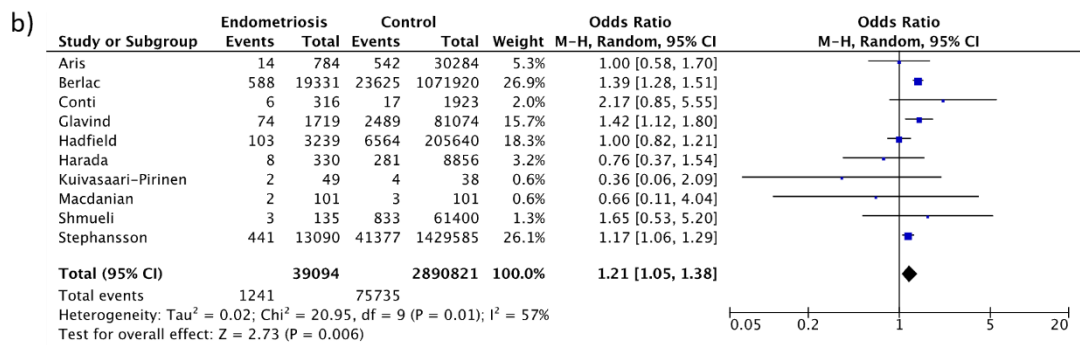 b)
Endometriosis Control Odds Ratio Odds Ratio
Study or Subgroup Events Total Events Total Weight M-H, Random, 95% CI M-H, Random, 95% CI
Aris 14 784 542 30284 5.3% 1.00 [0.58, 1.70]
Berlac 588 19331 23625 1071920 26.9% 1.39 [1.28, 1.51]
Conti 6 316 17 1923 2.0% 2.17 [0.85, 5.55]
Glavind 74 1719 2489 81074 15.7% 1.42 [1.12, 1.80]
Hadfield 103 3239 6564 205640 18.3% 1.00 [0.82, 1.21]
Harada 8 330 281 8856 3.2% 0.76 [0.37, 1.54]
Kuivasaari-Pirinen 2 49 4 38 0.6% 0.36 [0.06, 2.09]
Macdanian 2 101 3 101 0.6% 0.66 [0.11, 4.04]
Shmueli 3 135 833 61400 1.3% 1.65 [0.53, 5.20]
Stephansson 441 13090 41377 1429585 26.1% 1.17 [1.06, 1.29]
Total (95% CI) 39094 2890821 100.0% 1.21 [1.05, 1.38]
Total events 1241 75735
Heterogeneity: Tau² = 0.02; Chi² = 20.95, df = 9 (P = 0.01); I² = 57%
Test for overall effect: Z = 2.73 (P = 0.006)
0.05 0.2 1 5 20